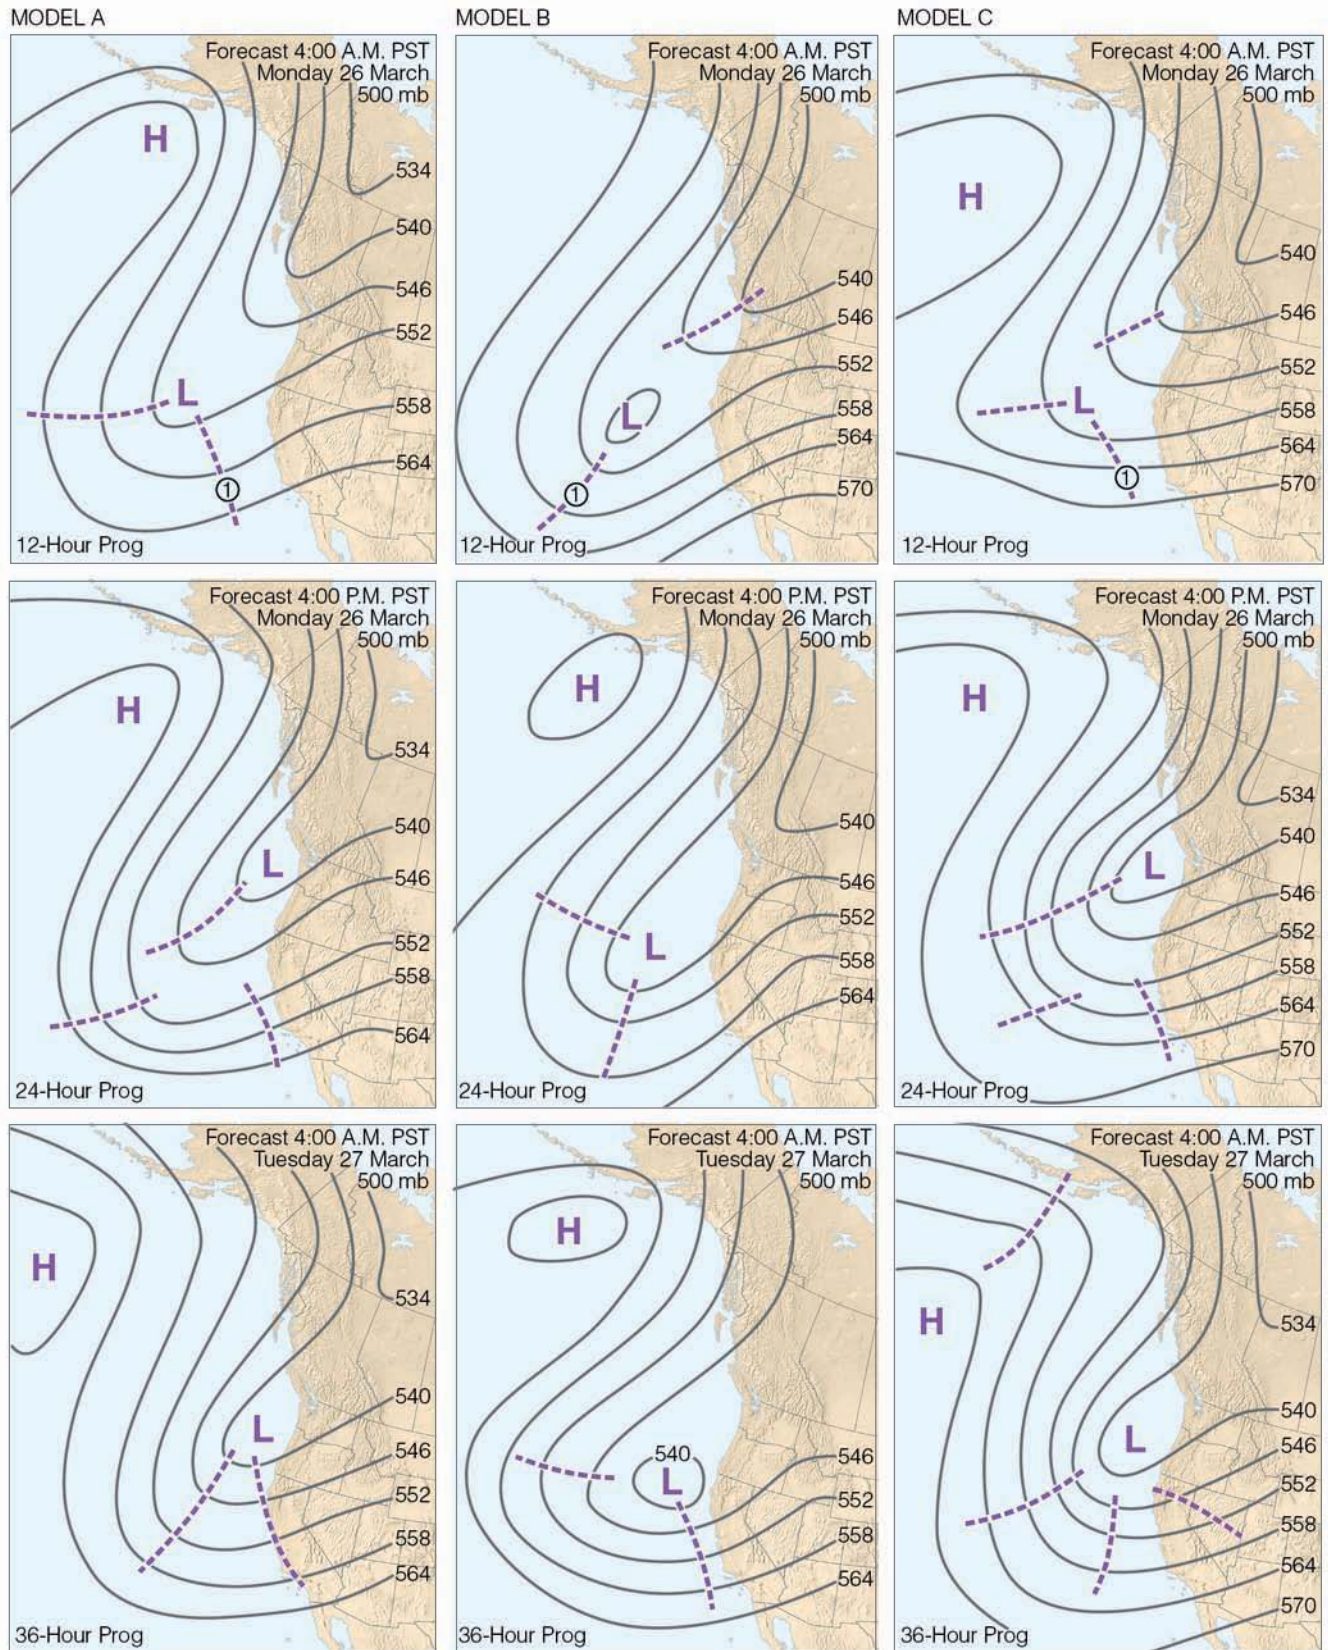 MODEL A
Forecast 4:00 A.M. PST
Monday 26 March
500 mb
H
534
540
546
552
L
558
564
1
12-Hour Prog
MODEL B
Forecast 4:00 A.M. PST
Monday 26 March
500 mb
540
546
552
L
558
564
570
1
12-Hour Prog
MODEL C
Forecast 4:00 A.M. PST
Monday 26 March
500 mb
H
540
546
552
L
558
564
570
1
12-Hour Prog
Forecast 4:00 P.M. PST
Monday 26 March
500 mb
H
534
540
L
546
552
558
564
24-Hour Prog
Forecast 4:00 P.M. PST
Monday 26 March
500 mb
H
540
546
552
L
558
564
24-Hour Prog
Forecast 4:00 P.M. PST
Monday 26 March
500 mb
H
534
540
L
546
552
558
564
570
24-Hour Prog
Forecast 4:00 A.M. PST
Tuesday 27 March
500 mb
H
534
540
L
546
552
558
564
36-Hour Prog
Forecast 4:00 A.M. PST
Tuesday 27 March
500 mb
H
540
546
L
552
558
564
36-Hour Prog
Forecast 4:00 A.M. PST
Tuesday 27 March
500 mb
H
534
540
L
546
552
558
564
570
36-Hour Prog